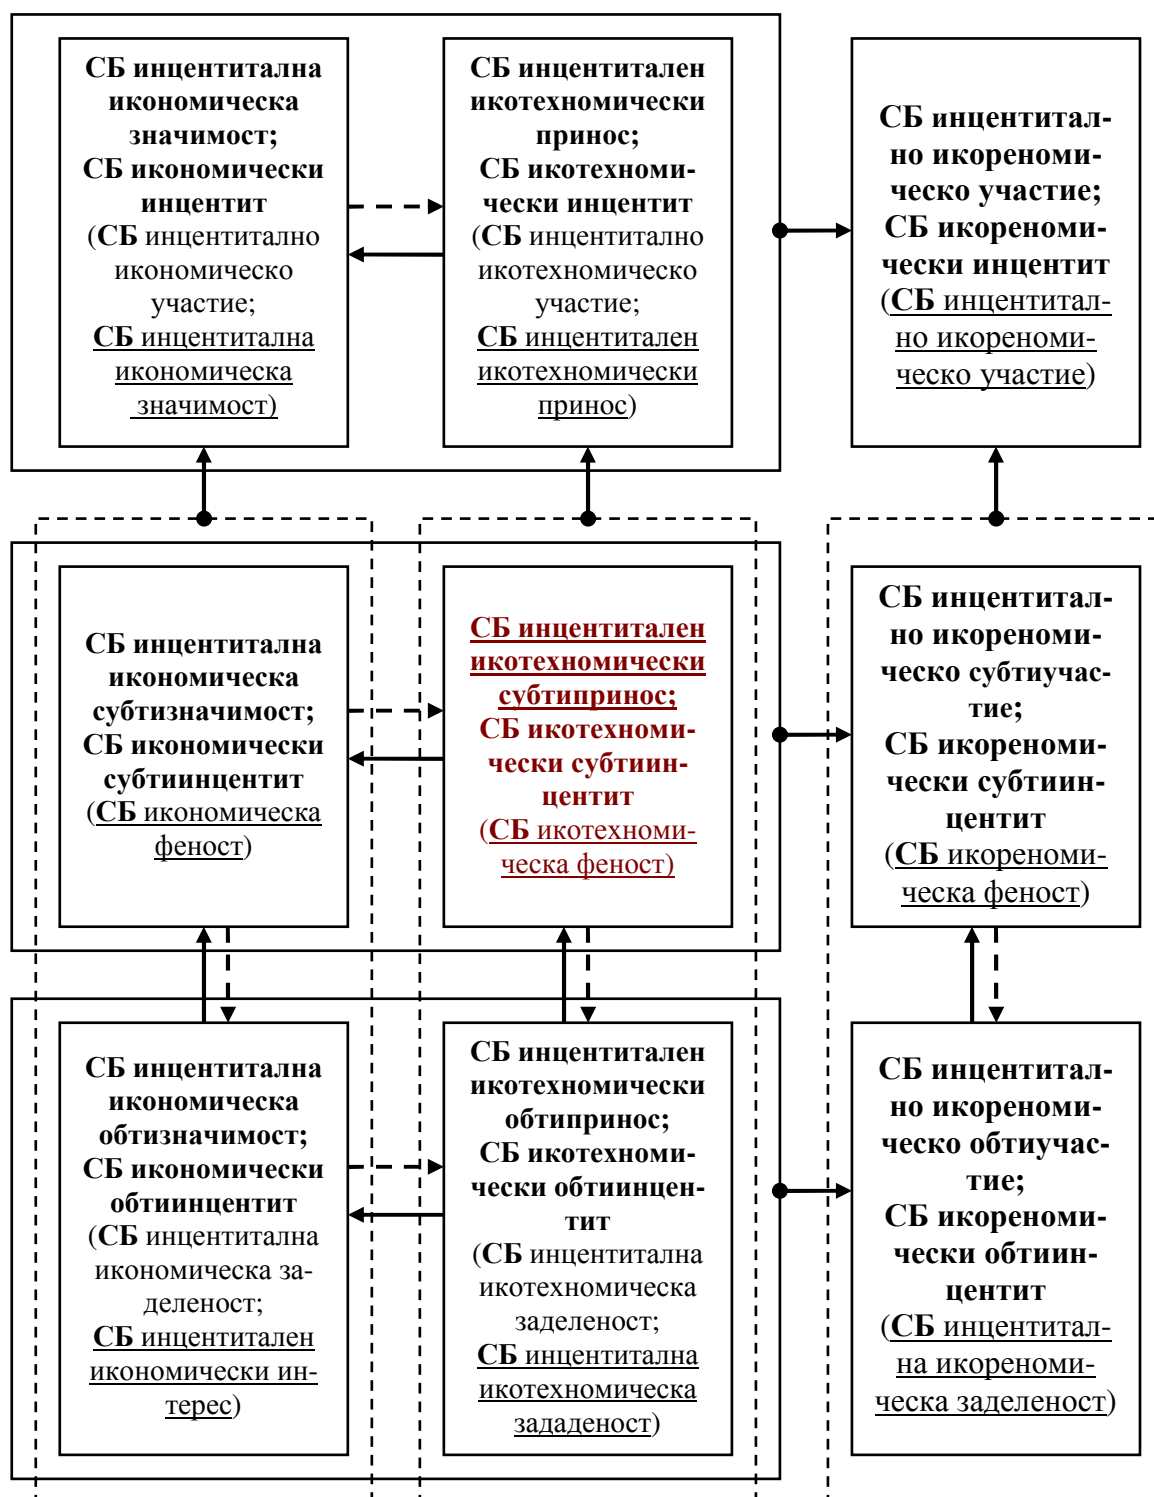 СБ инцентитална
икономическа
значимост;
СБ икономически
инцентит
(СБ инцентитално
икономическо
участие;
СБ инцентитална
икономическа
значимост)
СБ инцентитален
икотехномически
принос;
СБ икотехноми-
чески инцентит
(СБ инцентитално
икотехномическо
участие;
СБ инцентитален
икотехномически
принос)
СБ инцентитал-
но икореноми-
ческо участие;
СБ икореноми-
чески инцентит
(СБ инцентитал-
но икореноми-
ческо участие)
СБ инцентитална
икономическа
субтизначимост;
СБ икономически
субтиинцентит
(СБ икономическа
феност)
СБ инцентитален
икотехномически
субтипринос;
СБ икотехноми-
чески субтиин-
центит
(СБ икотехноми-
ческа феност)
СБ инцентитал-
но икореноми-
ческо субтиучас-
тие;
СБ икореноми-
чески субтиин-
центит
(СБ икореноми-
ческа феност)
СБ инцентитална
икономическа
обтизначимост;
СБ икономически
обтиинцентит
(СБ инцентитална
икономическа за-
деленост;
СБ инцентитален
икономически ин-
терес)
СБ инцентитален
икотехномически
обтипринос;
СБ икотехноми-
чески обтиинцен-
тит
(СБ инцентитална
икотехномическа
заделеност;
СБ инцентитална
икотехномическа
зададеност)
СБ инцентитал-
но икореноми-
ческо обтиучас-
тие;
СБ икореноми-
чески обтиин-
центит
(СБ инцентитал-
на икореноми-
ческа заделеност)